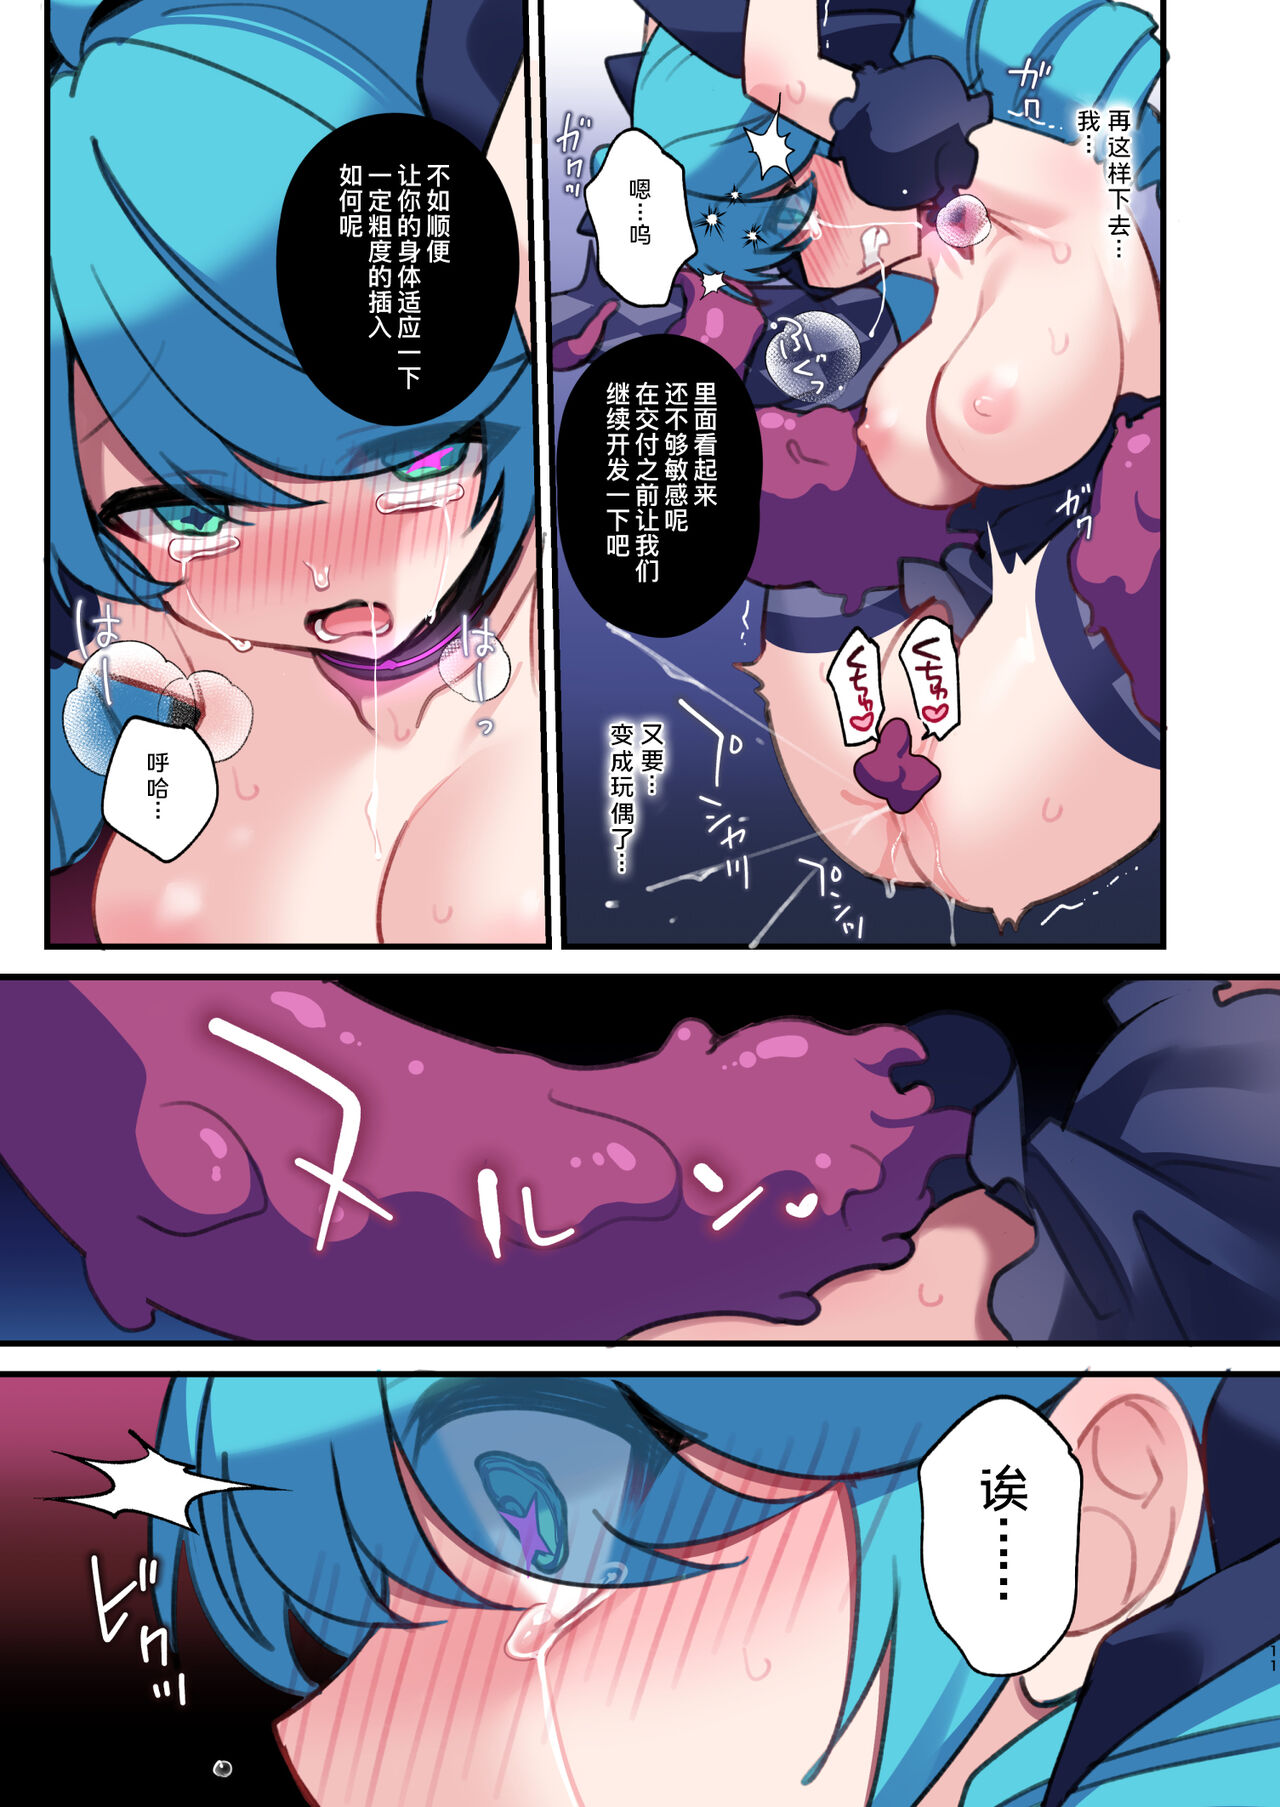 再这样下去…
我…
ガロ
ガクッ
嗯…呜
ふぐっ
里面看起来
还不够敏感呢
在交付之前让我们
继续开发一下吧
ガク
くちゅ♡
くちゅ♡
又要…
变成玩偶了…
プシャッ
プシッ
不如顺便
让你的身体适应一下
一定粗度的插入
如何呢
はーっ
はー
呼哈…
ヌルン♡
诶……
ビクッ
11